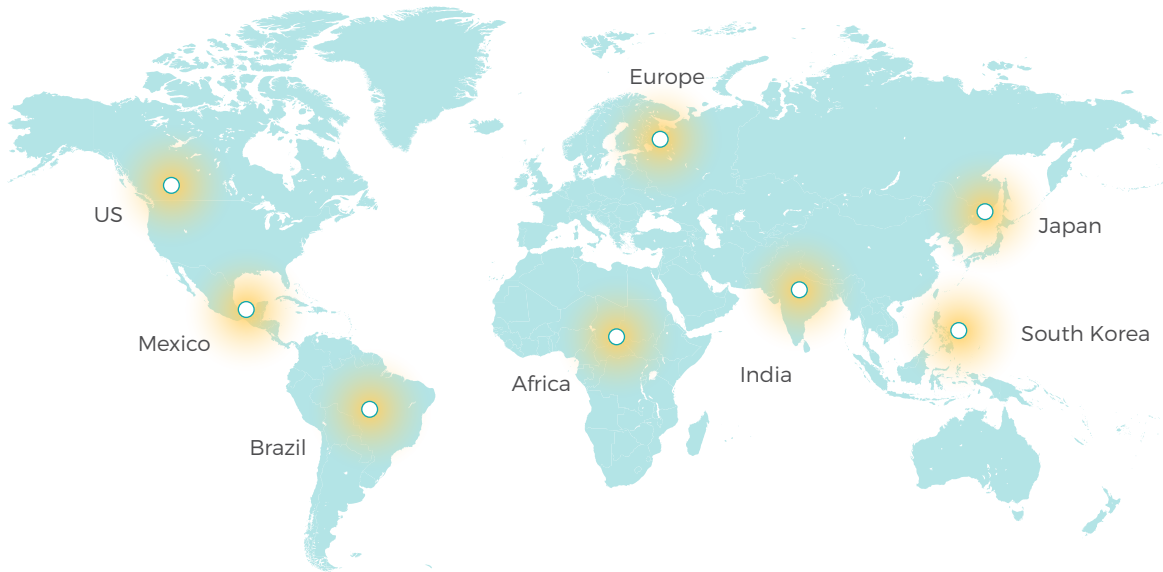 Europe
US
Japan
Mexico
South Korea
India
Africa
Brazil